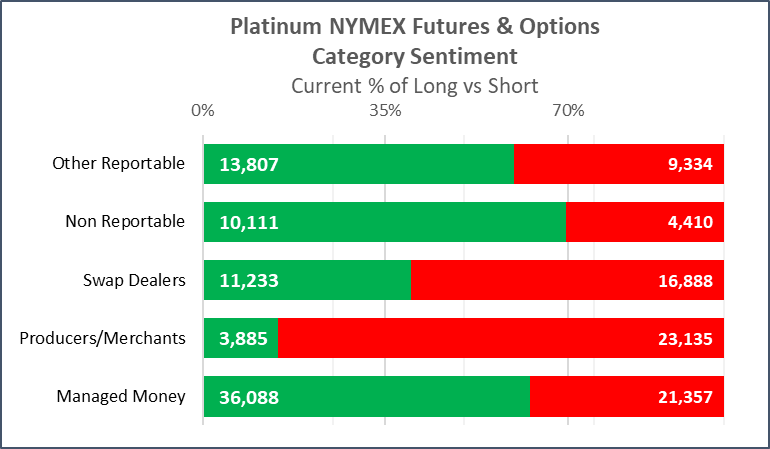 Platinum NYMEX Futures & Options
Category Sentiment
Current % of Long vs Short
0% 35% 70%
Other Reportable 13,807 9,334
Non Reportable 10,111 4,410
Swap Dealers 11,233 16,888
Producers/Merchants 3,885 23,135
Managed Money 36,088 21,357